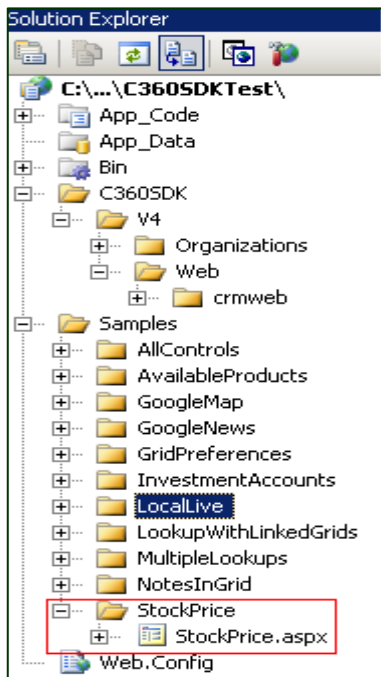 Solution Explorer
C:\...\C360SDKTest\
App_Code
App_Data
Bin
C360SDK
V4
Organizations
Web
crmweb
Samples
AllControls
AvailableProducts
GoogleMap
GoogleNews
GridPreferences
InvestmentAccounts
LocalLive
LookupWithLinkedGrids
MultipleLookups
NotesInGrid
StockPrice
StockPrice.aspx
Web.Config